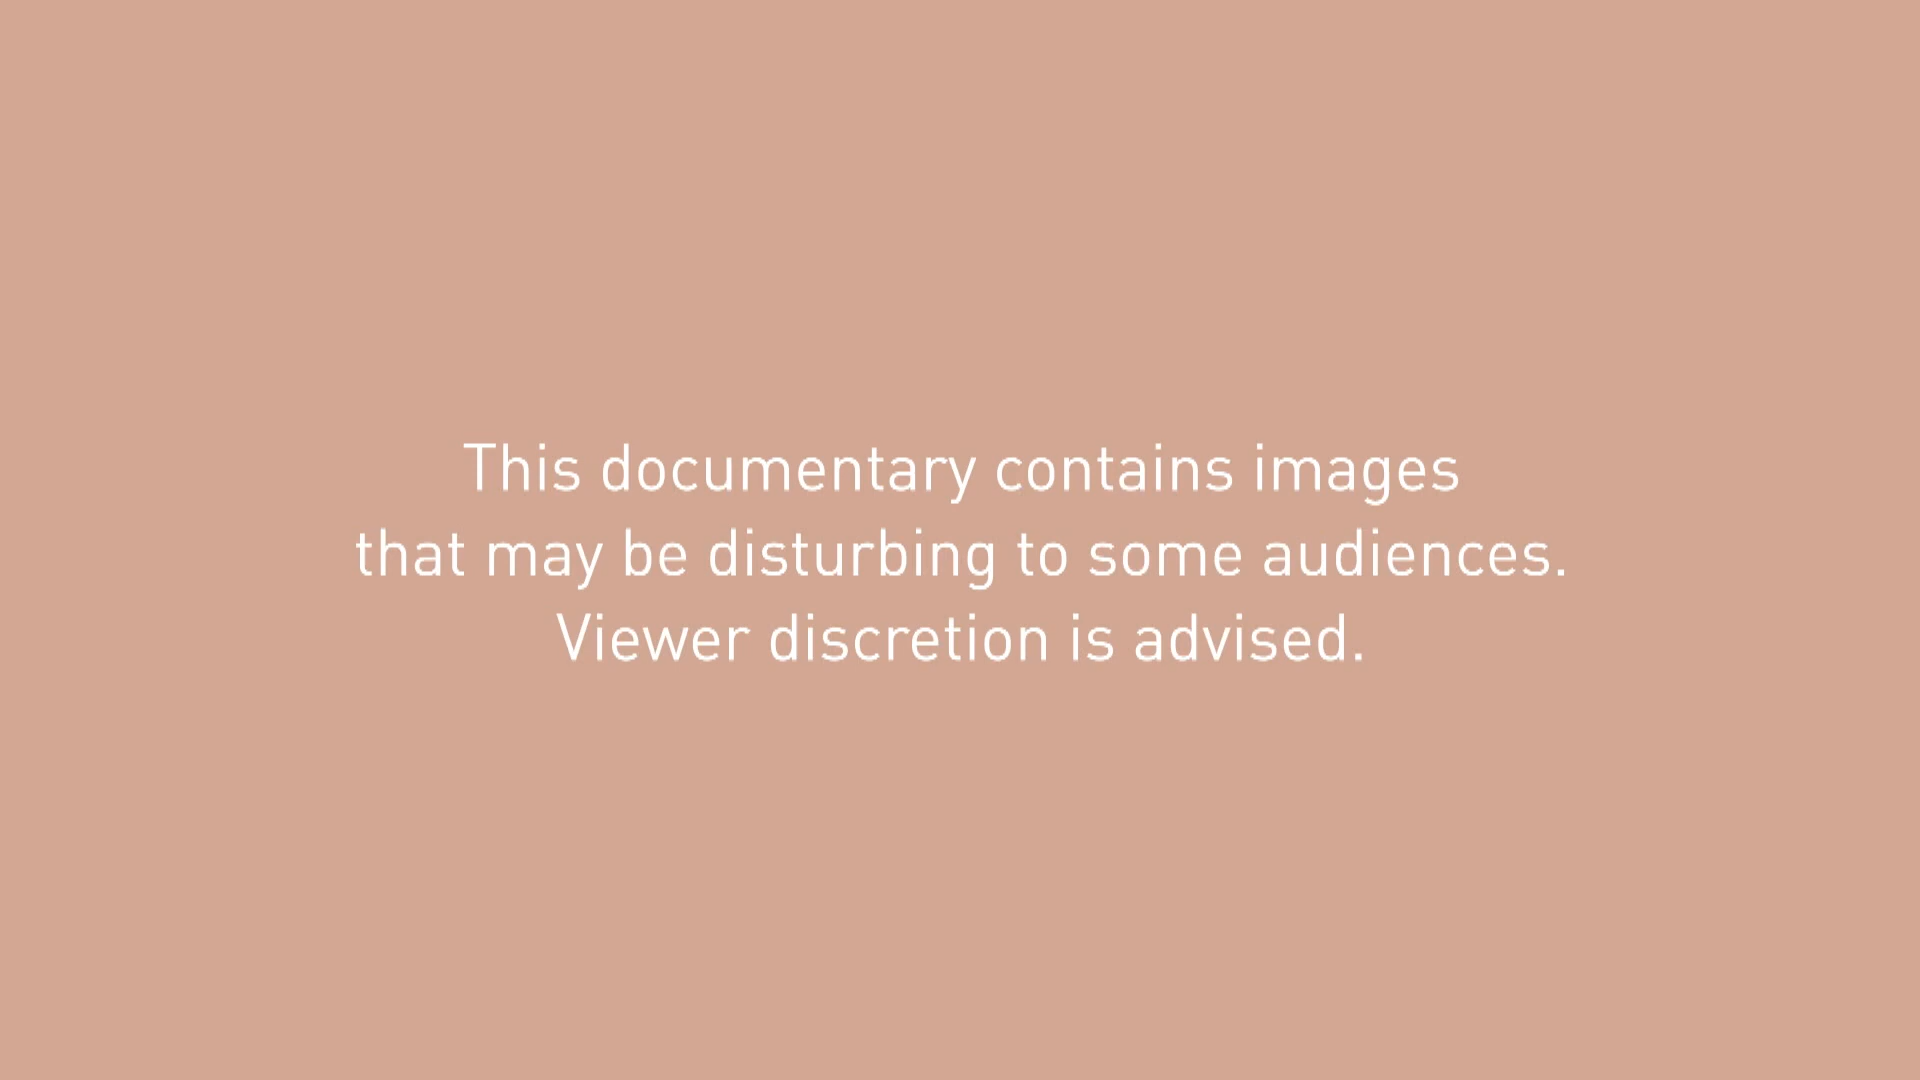 This documentary contains images
that may be disturbing to some audiences.
Viewer discretion is advised.